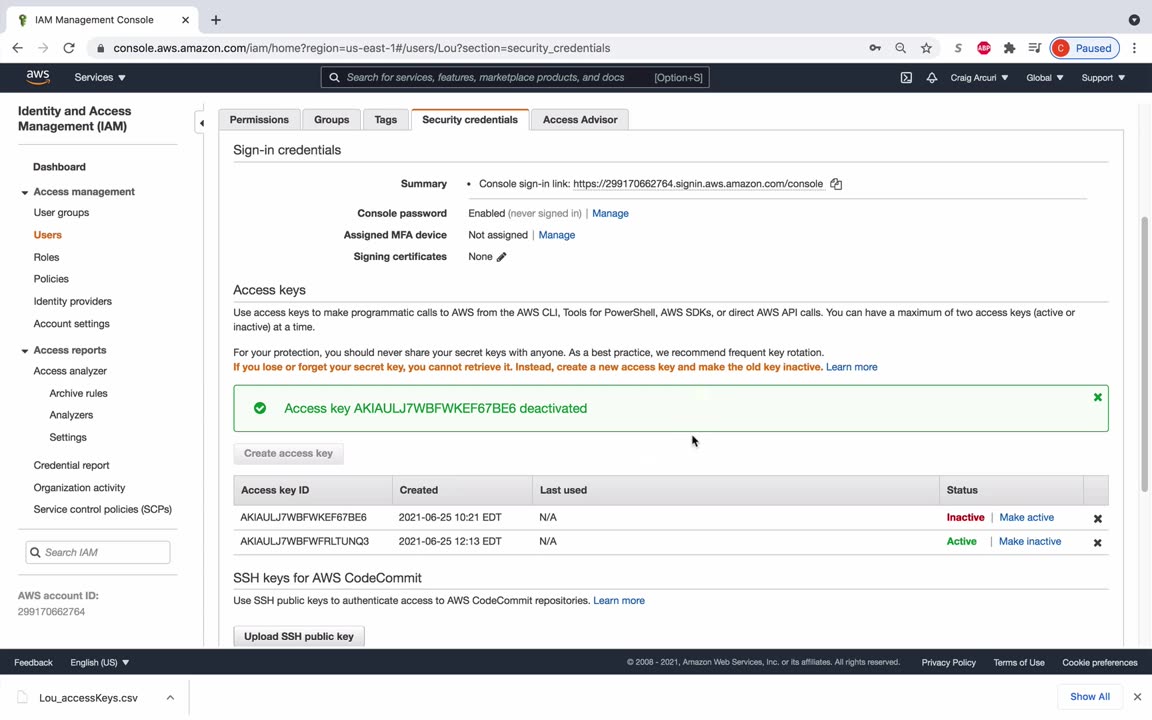 IAM Management Console
console.aws.amazon.com/iam/home?region=us-east-1#/users/Lou?section=security_credentials
S
ABP
C
Paused
aws
Services
Search for services, features, marketplace products, and docs
[Option+S]
Craig Arcuri
Global
Support
Identity and Access
Management (IAM)
Dashboard
Access management
User groups
Users
Roles
Policies
Identity providers
Account settings
Access reports
Access analyzer
Archive rules
Analyzers
Settings
Credential report
Organization activity
Service control policies (SCPs)
Search IAM
AWS account ID:
299170662764
Permissions
Groups
Tags
Security credentials
Access Advisor
Sign-in credentials
Summary
• Console sign-in link: https://299170662764.signin.aws.amazon.com/console
Console password
Enabled (never signed in) | Manage
Assigned MFA device
Not assigned | Manage
Signing certificates
None
Access keys
Use access keys to make programmatic calls to AWS from the AWS CLI, Tools for PowerShell, AWS SDKs, or direct AWS API calls. You can have a maximum of two access keys (active or
inactive) at a time.
For your protection, you should never share your secret keys with anyone. As a best practice, we recommend frequent key rotation.
If you lose or forget your secret key, you cannot retrieve it. Instead, create a new access key and make the old key inactive. Learn more
Access key AKIAULJ7WBFWKEF67BE6 deactivated
Create access key
Access key ID Created Last used Status
AKIAULJ7WBFWKEF67BE6 2021-06-25 10:21 EDT N/A Inactive | Make active
AKIAULJ7WBFWFRLTUNQ3 2021-06-25 12:13 EDT N/A Active | Make inactive
SSH keys for AWS CodeCommit
Use SSH public keys to authenticate access to AWS CodeCommit repositories. Learn more
Upload SSH public key
Feedback
English (US)
© 2008 - 2021, Amazon Web Services, Inc. or its affiliates. All rights reserved.
Privacy Policy
Terms of Use
Cookie preferences
Lou_accessKeys.csv
Show All